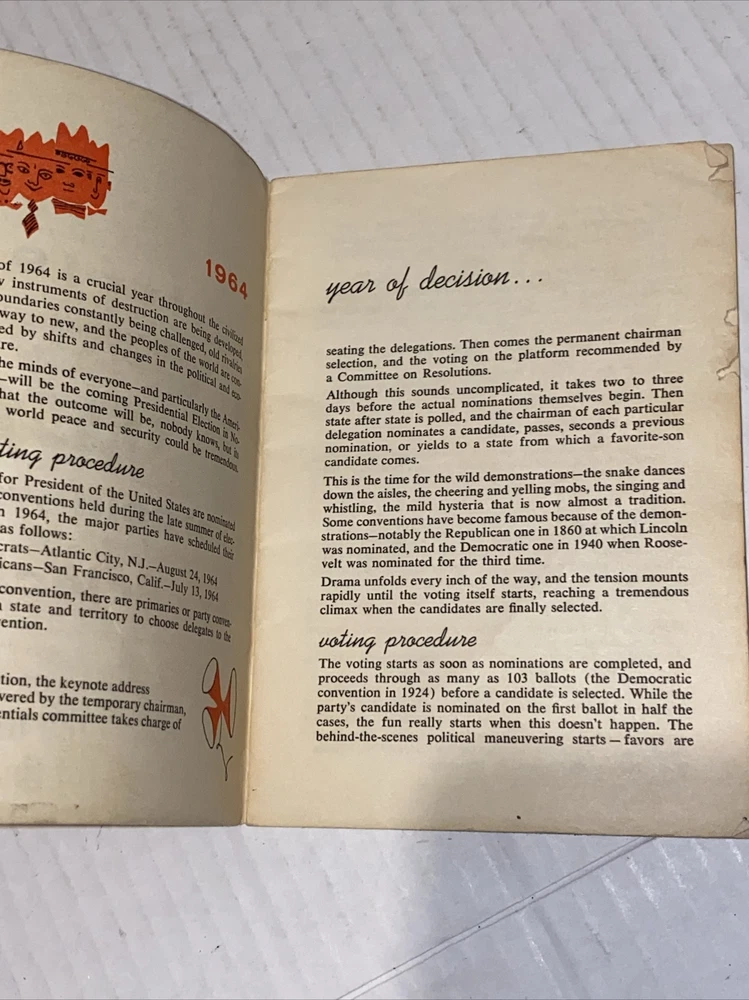 1964
of 1964 is a crucial year throughout the civilized
instruments of destruction are being developed,
oundaries constantly being challenged, old rivalries
way to new, and the peoples of the world are con-
ed by shifts and changes in the political and eco-
re.
he minds of everyone—and particularly the Ameri-
—will be the coming Presidential Election in No-
hat the outcome will be, nobody knows, but its
world peace and security could be tremendous.
ting procedure
for President of the United States are nominated
conventions held during the late summer of elec-
n 1964, the major parties have scheduled their
as follows:
crats—Atlantic City, N.J.—August 24, 1964
icans—San Francisco, Calif.—July 13, 1964
convention, there are primaries or party conven-
state and territory to choose delegates to the
ention.
tion, the keynote address
vered by the temporary chairman,
entials committee takes charge of
year of decision...
seating the delegations. Then comes the permanent chairman
selection, and the voting on the platform recommended by
a Committee on Resolutions.
Although this sounds uncomplicated, it takes two to three
days before the actual nominations themselves begin. Then
state after state is polled, and the chairman of each particular
delegation nominates a candidate, passes, seconds a previous
nomination, or yields to a state from which a favorite-son
candidate comes.
This is the time for the wild demonstrations—the snake dances
down the aisles, the cheering and yelling mobs, the singing and
whistling, the mild hysteria that is now almost a tradition.
Some conventions have become famous because of the demon-
strations—notably the Republican one in 1860 at which Lincoln
was nominated, and the Democratic one in 1940 when Roose-
velt was nominated for the third time.
Drama unfolds every inch of the way, and the tension mounts
rapidly until the voting itself starts, reaching a tremendous
climax when the candidates are finally selected.
voting procedure
The voting starts as soon as nominations are completed, and
proceeds through as many as 103 ballots (the Democratic
convention in 1924) before a candidate is selected. While the
party's candidate is nominated on the first ballot in half the
cases, the fun really starts when this doesn't happen. The
behind-the-scenes political maneuvering starts — favors are